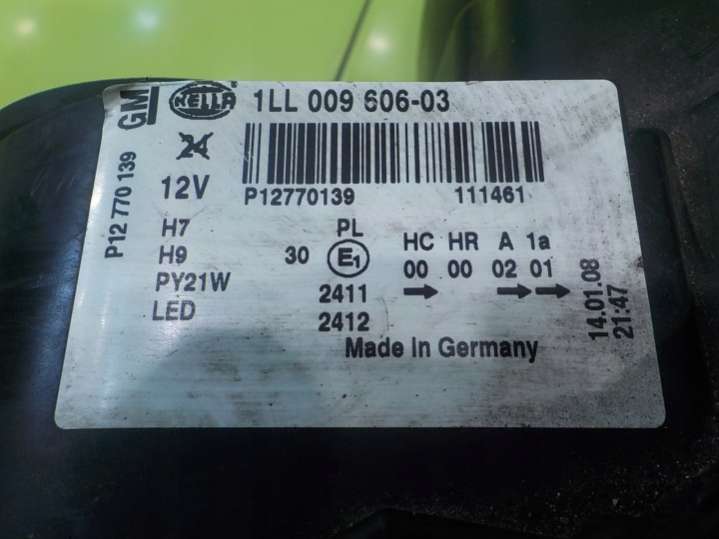 GM HELLA 1LL 009 606-03
P12 770 139
24
12V
P12770139 111461
H7 PL HC HR A 1a
H9 30 E1 00 00 02 01
PY21W 2411
LED 2412
Made In Germany
14.01.08
21:47